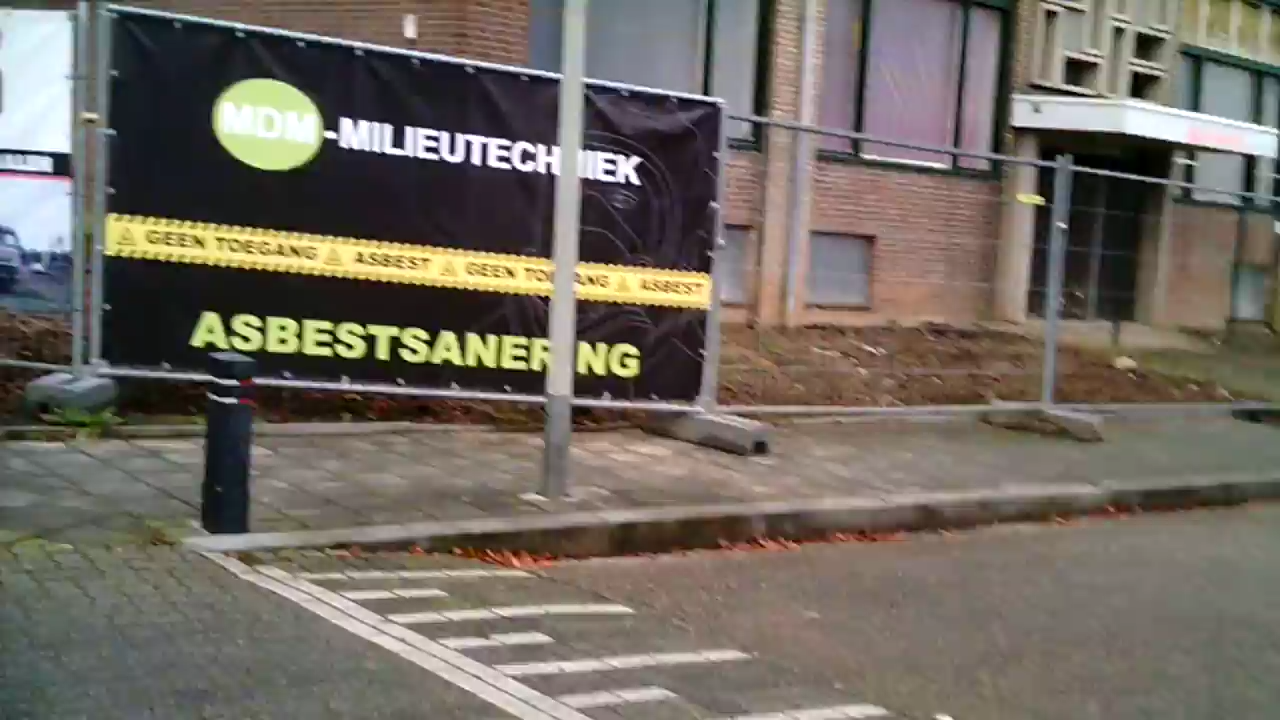 MDM-MILIEUTECHNIEK
GEEN TOEGANG ASBEST GEEN TOEGANG ASBEST
ASBESTSANERING